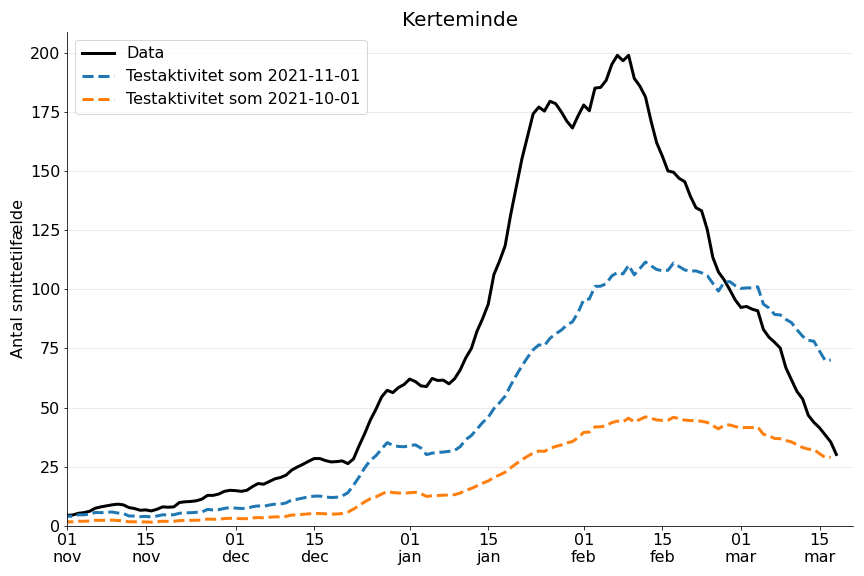 Kerteminde
Data
Testaktivitet som 2021-11-01
Testaktivitet som 2021-10-01
Antal smittetilfælde
200
175
150
125
100
75
50
25
0
01 15 01 15 01 15 01 15 01 15
nov nov dec dec jan jan feb feb mar mar